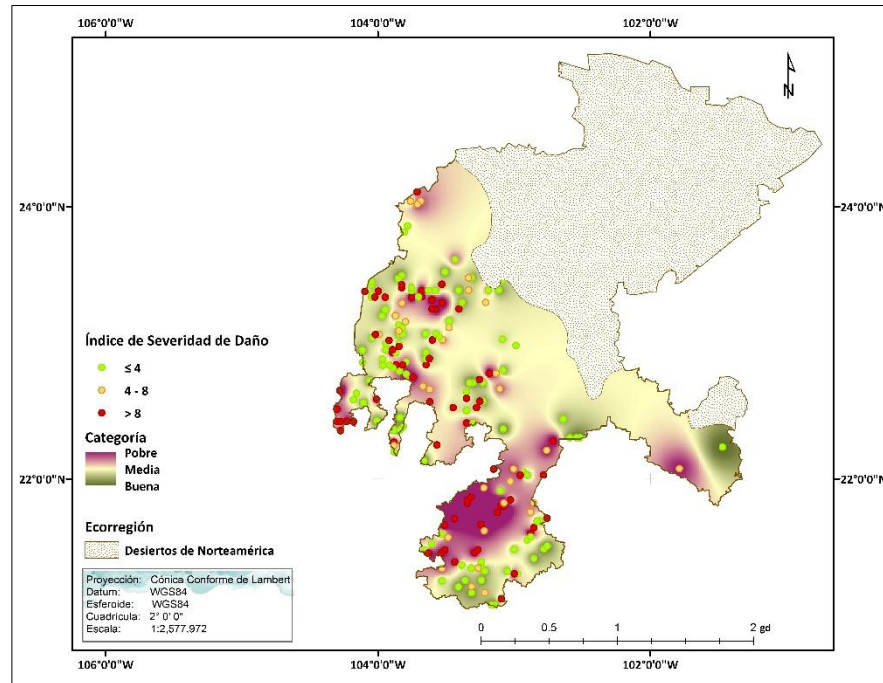 106°0'0"W 104°0'0"W 102°0'0"W
N
24°0'0"N 24°0'0"N
Índice de Severidad de Daño
≤ 4
4 - 8
> 8
Categoría
Pobre
Media
Buena
22°0'0"N 22°0'0"N
Ecorregión
Desiertos de Norteamérica
Proyección: Cónica Conforme de Lambert
Datum: WGS84
Esferoide: WGS84
Cuadricula: 2° 0' 0"
Escala: 1:2,577.972
0 0.5 1 2 gd
106°0'0"W 104°0'0"W 102°0'0"W